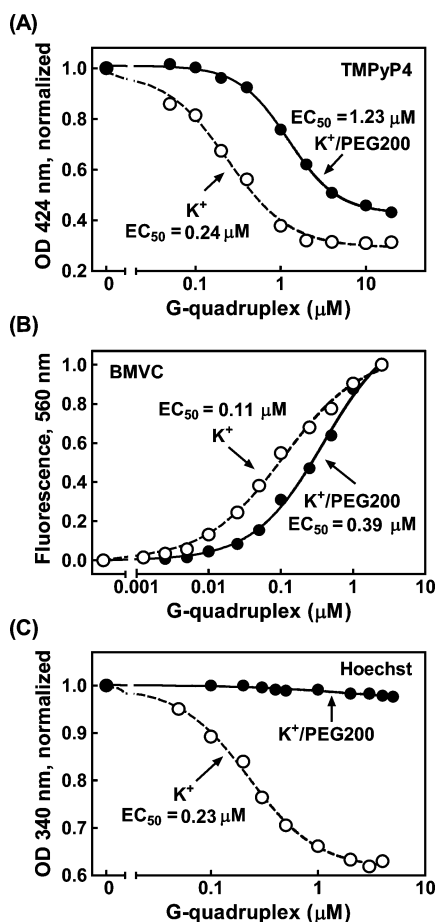 (A)
TMPyP4
EC50 = 1.23 μM
K+/PEG200
K+
EC50 = 0.24 μM
OD 424 nm, normalized
1.0
0.8
0.6
0.4
0.2
0 0.1 1 10
G-quadruplex (μM)
(B)
BMVC
EC50 = 0.11 μM
K+
K+/PEG200
EC50 = 0.39 μM
Fluorescence, 560 nm
1.0
0.8
0.6
0.4
0.2
0.0
0 0.001 0.01 0.1 1 10
G-quadruplex (μM)
(C)
Hoechst
K+/PEG200
K+
EC50 = 0.23 μM
OD 340 nm, normalized
1.0
0.9
0.8
0.7
0.6
0 0.1 1 10
G-quadruplex (μM)